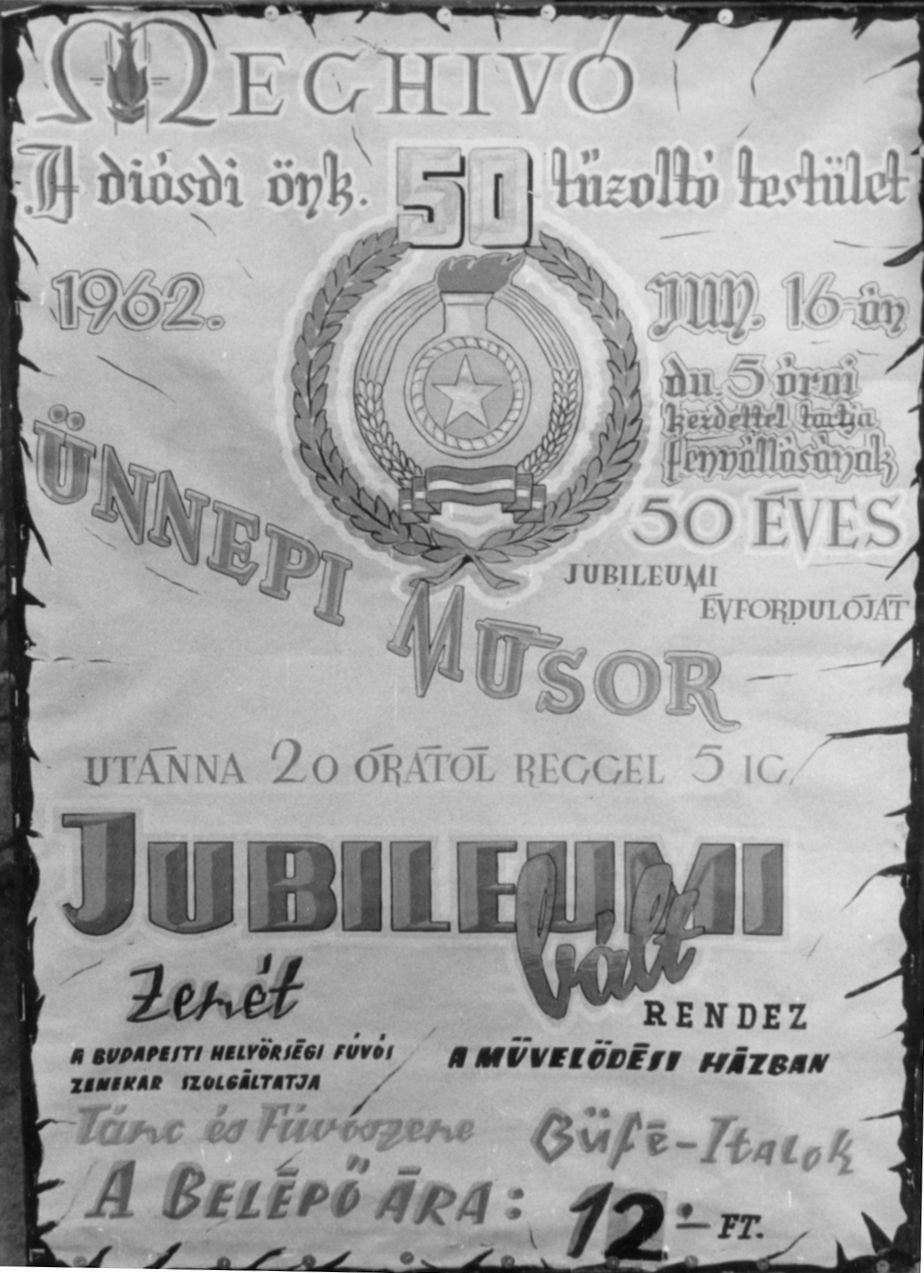 MEGHIVÓ
A diósdi önk. 50 tűzoltó testület
1962. JUN. 16-án
du. 5 órai
kezdettel tartja
fennállásának
50 ÉVES
JUBILEUMI
ÉVFORDULÓJÁT
ÜNNEPI MŰSOR
UTÁNNA 20 ÓRÁTÓL REGGEL 5 IG
JUBILEUMI
bált
RENDEZ
A MŰVELŐDÉSI HÁZBAN
Zenét
A BUDAPESTI HELYŐRSÉGI FÚVÓS
ZENEKAR SZOLGÁLTATJA
Tánc és Fúvószene
Büfé-Italok
A BELÉPŐ ÁRA: 12.- FT.